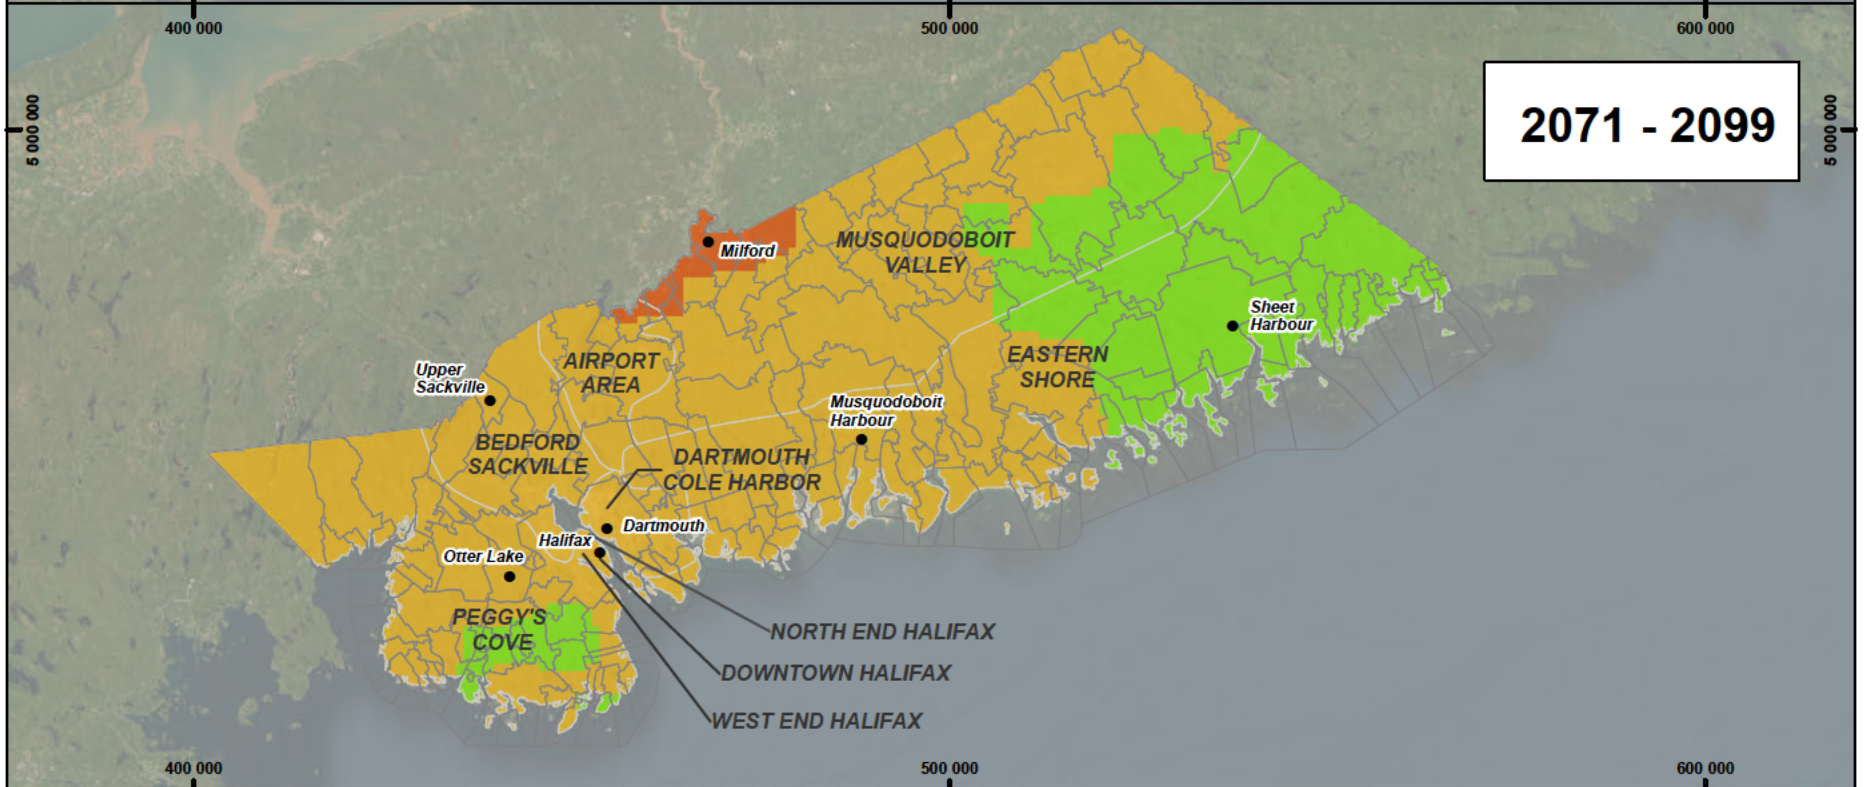 400 000
500 000
600 000
5 000 000
5 000 000
2071 - 2099
Milford
MUSQUODOBOIT
VALLEY
Sheet
Harbour
EASTERN
SHORE
AIRPORT
AREA
Upper
Sackville
Musquodoboit
Harbour
BEDFORD
SACKVILLE
DARTMOUTH
COLE HARBOR
Dartmouth
Halifax
Otter Lake
PEGGY'S
COVE
NORTH END HALIFAX
DOWNTOWN HALIFAX
WEST END HALIFAX
400 000
500 000
600 000